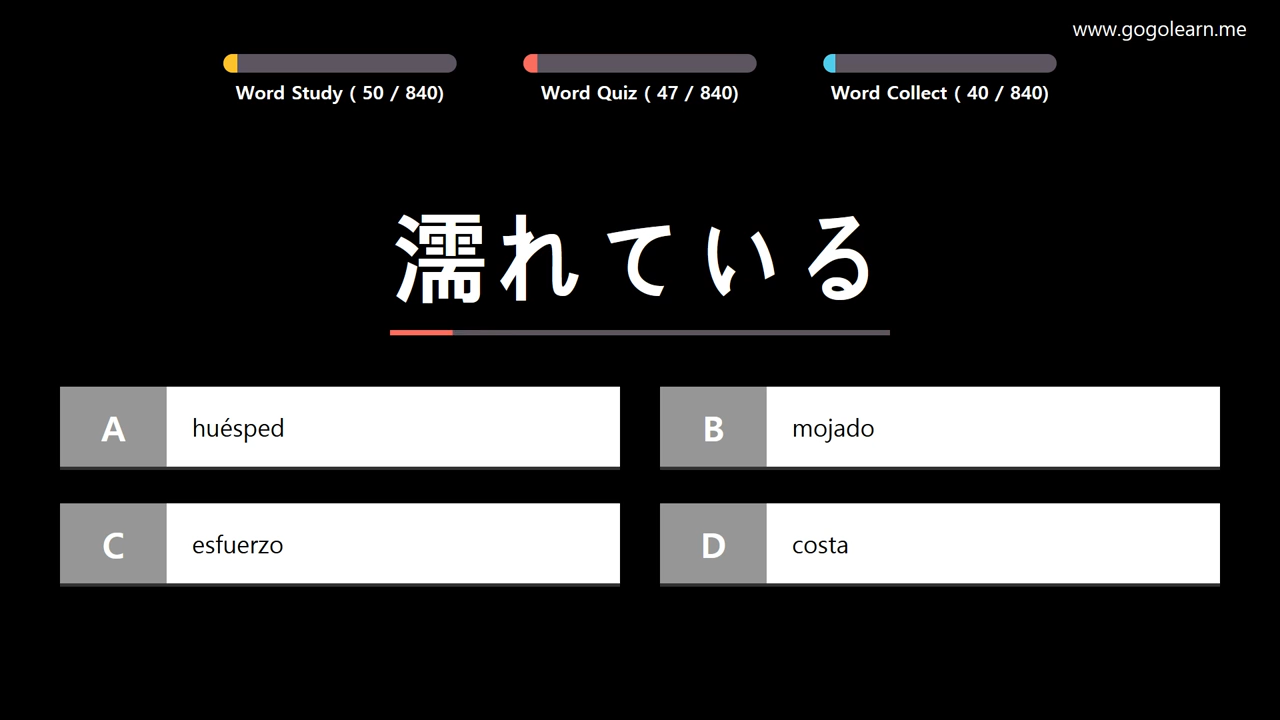 www.gogolearn.me
Word Study ( 50 / 840)
Word Quiz ( 47 / 840)
Word Collect ( 40 / 840)
濡れている
A huésped
B mojado
C esfuerzo
D costa